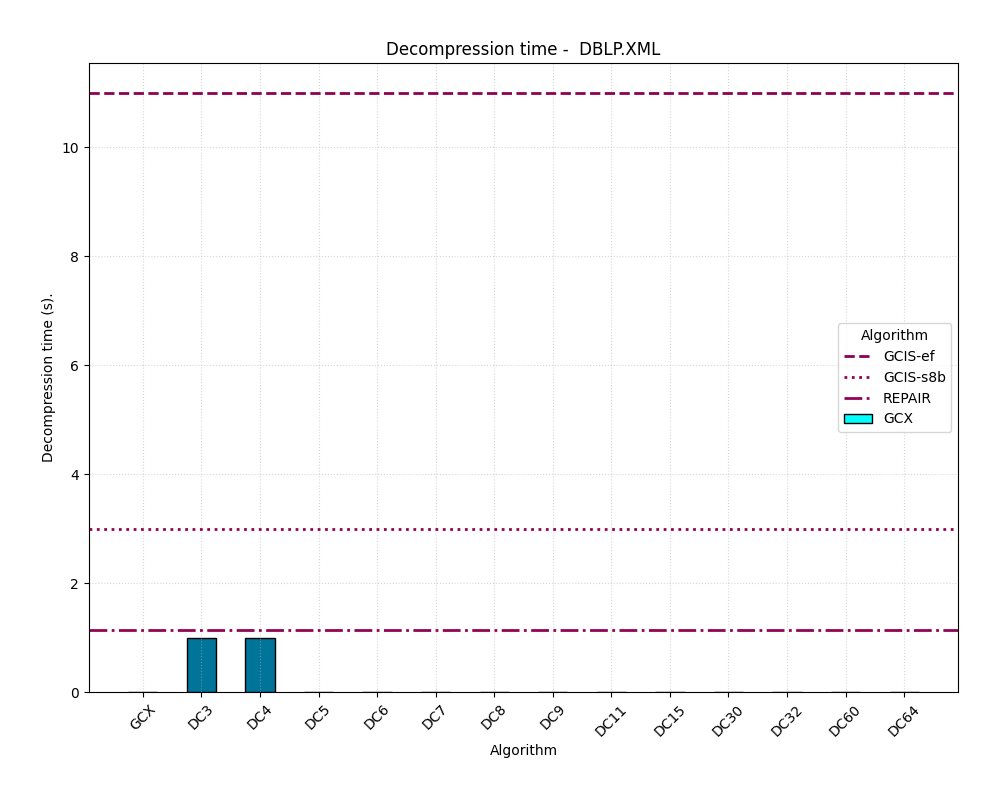 Decompression time -  DBLP.XML
Decompression time (s).
10
8
6
4
2
0
Algorithm
GCIS-ef
GCIS-s8b
REPAIR
GCX
GCX
DC3
DC4
DC5
DC6
DC7
DC8
DC9
DC11
DC15
DC30
DC32
DC60
DC64
Algorithm